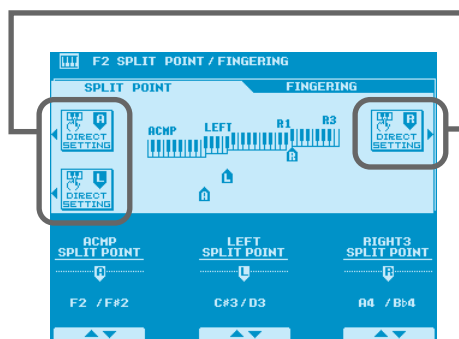 F2 SPLIT POINT / FINGERING
SPLIT POINT
FINGERING
A
DIRECT
SETTING
L
DIRECT
SETTING
ACMP LEFT R1 R3
R
DIRECT
SETTING
R
L
A
ACMP
SPLIT POINT
A
F2 / F#2
LEFT
SPLIT POINT
L
C#3 / D3
RIGHT3
SPLIT POINT
R
A4 / B♭4